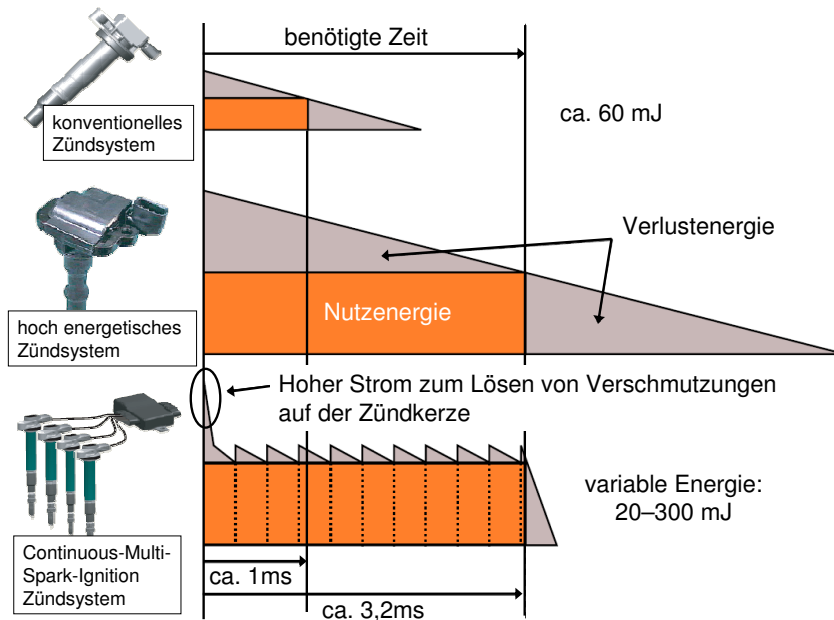 benötigte Zeit
konventionelles
Zündsystem
ca. 60 mJ
Verlustenergie
Nutzenergie
hoch energetisches
Zündsystem
Hoher Strom zum Lösen von Verschmutzungen
auf der Zündkerze
variable Energie:
20–300 mJ
Continuous-Multi-
Spark-Ignition
Zündsystem
ca. 1ms
ca. 3,2ms